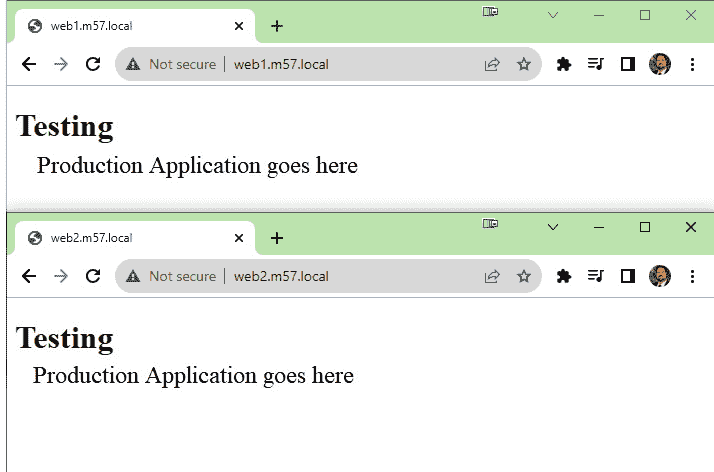 web1.m57.local
Not secure | web1.m57.local
Testing
Production Application goes here
web2.m57.local
Not secure | web2.m57.local
Testing
Production Application goes here